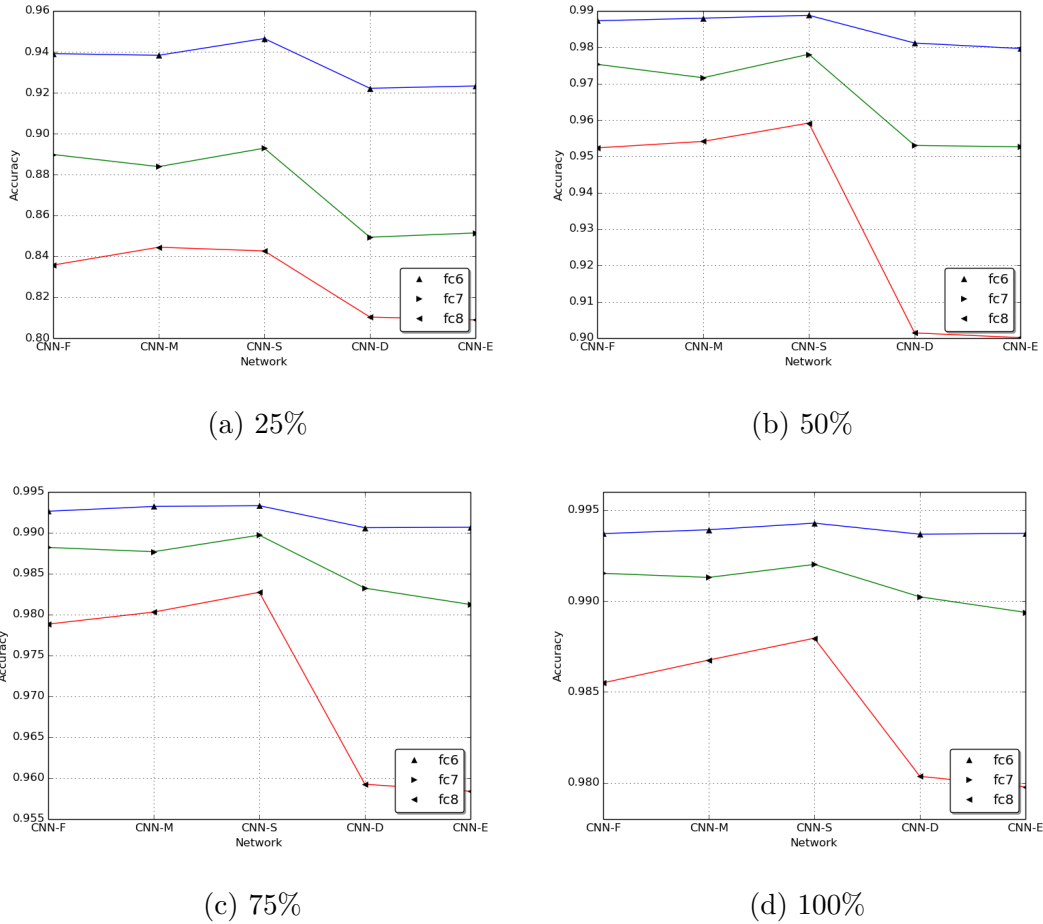 0.96
0.94
0.92
0.90
0.88
0.86
0.84
0.82
0.80
Accuracy
CNN-F CNN-M CNN-S CNN-D CNN-E
Network
fc6
fc7
fc8
(a) 25%
0.99
0.98
0.97
0.96
0.95
0.94
0.93
0.92
0.91
0.90
Accuracy
CNN-F CNN-M CNN-S CNN-D CNN-E
Network
fc6
fc7
fc8
(b) 50%
0.995
0.990
0.985
0.980
0.975
0.970
0.965
0.960
0.955
Accuracy
CNN-F CNN-M CNN-S CNN-D CNN-E
Network
fc6
fc7
fc8
(c) 75%
0.995
0.990
0.985
0.980
Accuracy
CNN-F CNN-M CNN-S CNN-D CNN-E
Network
fc6
fc7
fc8
(d) 100%